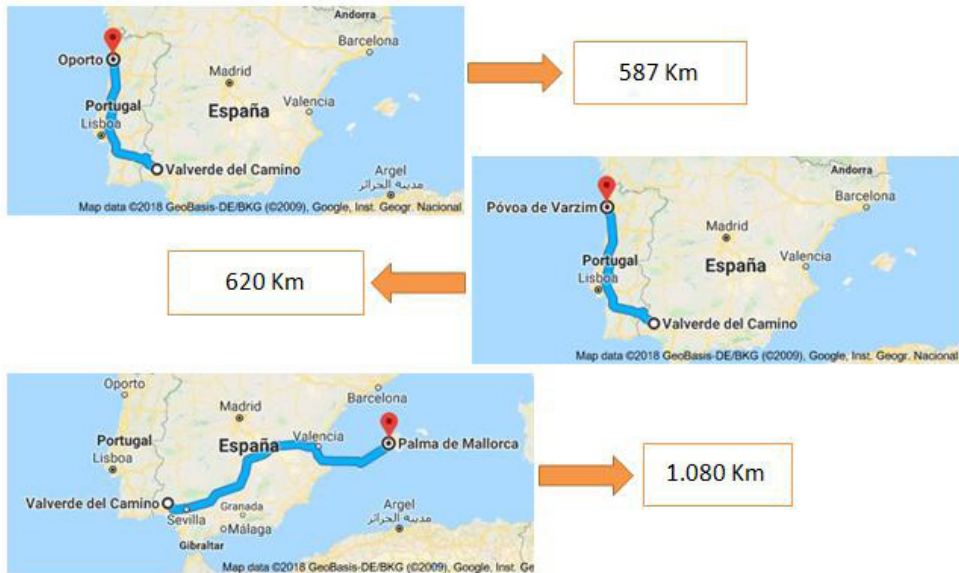 Andorra
Barcelona
Oporto
Madrid
España
Valencia
Portugal
Lisboa
Valverde del Camino
Argel
مدينة الجزائر
Map data ©2018 GeoBasis-DE/BKG (©2009), Google, Inst. Geogr. Nacional
587 Km
Andorra
Barcelona
Póvoa de Varzim
Madrid
Valencia
Portugal
España
Lisboa
Valverde del Camino
Map data ©2018 GeoBasis-DE/BKG (©2009), Google, Inst. Geogr. Nacional
620 Km
Oporto
Barcelona
Madrid
Portugal
España
Valencia
Palma de Mallorca
Lisboa
Valverde del Camino
Sevilla
Granada
Málaga
Argel
مدينة الجزائر
Gibraltar
Map data ©2018 GeoBasis-DE/BKG (©2009), Google, Inst. Geogr. Nacional
1.080 Km